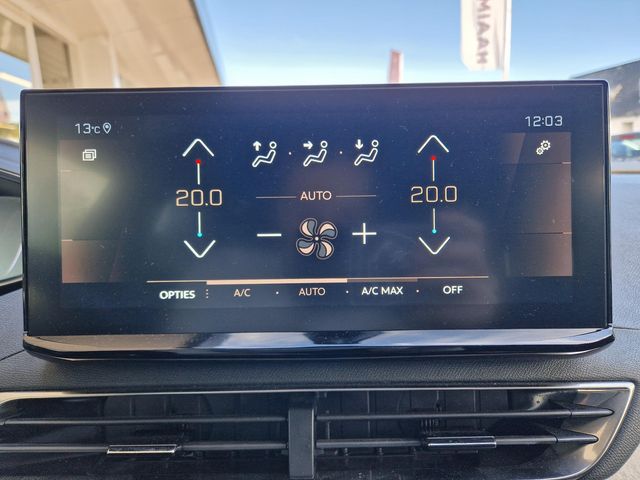 13°C 12:03
20.0 AUTO 20.0
OPTIES A/C AUTO A/C MAX OFF